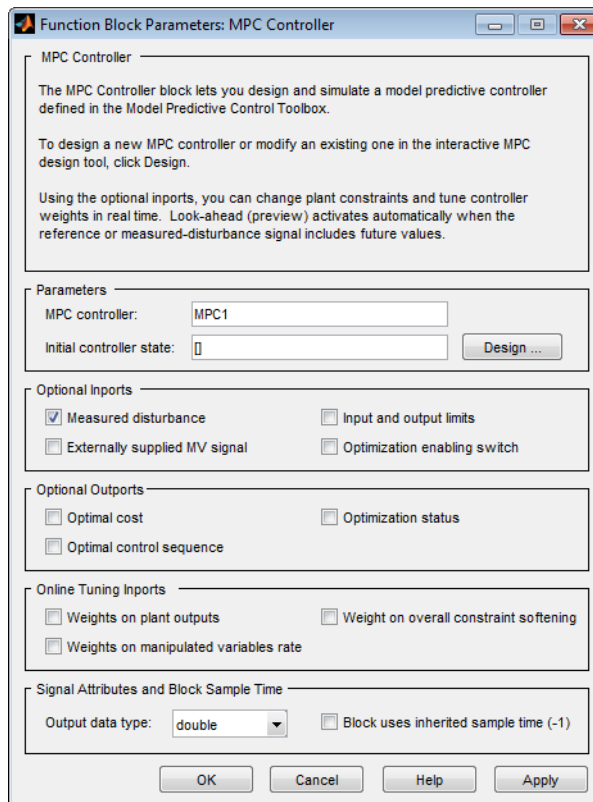 Function Block Parameters: MPC Controller
MPC Controller
The MPC Controller block lets you design and simulate a model predictive controller
defined in the Model Predictive Control Toolbox.
To design a new MPC controller or modify an existing one in the interactive MPC
design tool, click Design.
Using the optional inports, you can change plant constraints and tune controller
weights in real time. Look-ahead (preview) activates automatically when the
reference or measured-disturbance signal includes future values.
Parameters
MPC controller: MPC1
Initial controller state: [] Design ...
Optional Inports
Measured disturbance Input and output limits
Externally supplied MV signal Optimization enabling switch
Optional Outports
Optimal cost Optimization status
Optimal control sequence
Online Tuning Inports
Weights on plant outputs Weight on overall constraint softening
Weights on manipulated variables rate
Signal Attributes and Block Sample Time
Output data type: double Block uses inherited sample time (-1)
OK Cancel Help Apply